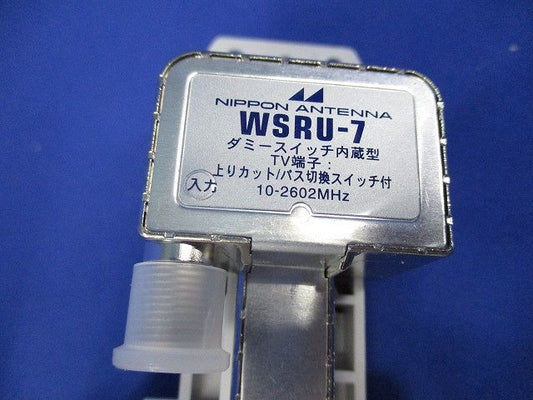 NIPPON ANTENNA
WSRU-7
ダミースイッチ内蔵型
TV端子:
上りカット/パス切換スイッチ付
入力
10-2602MHz